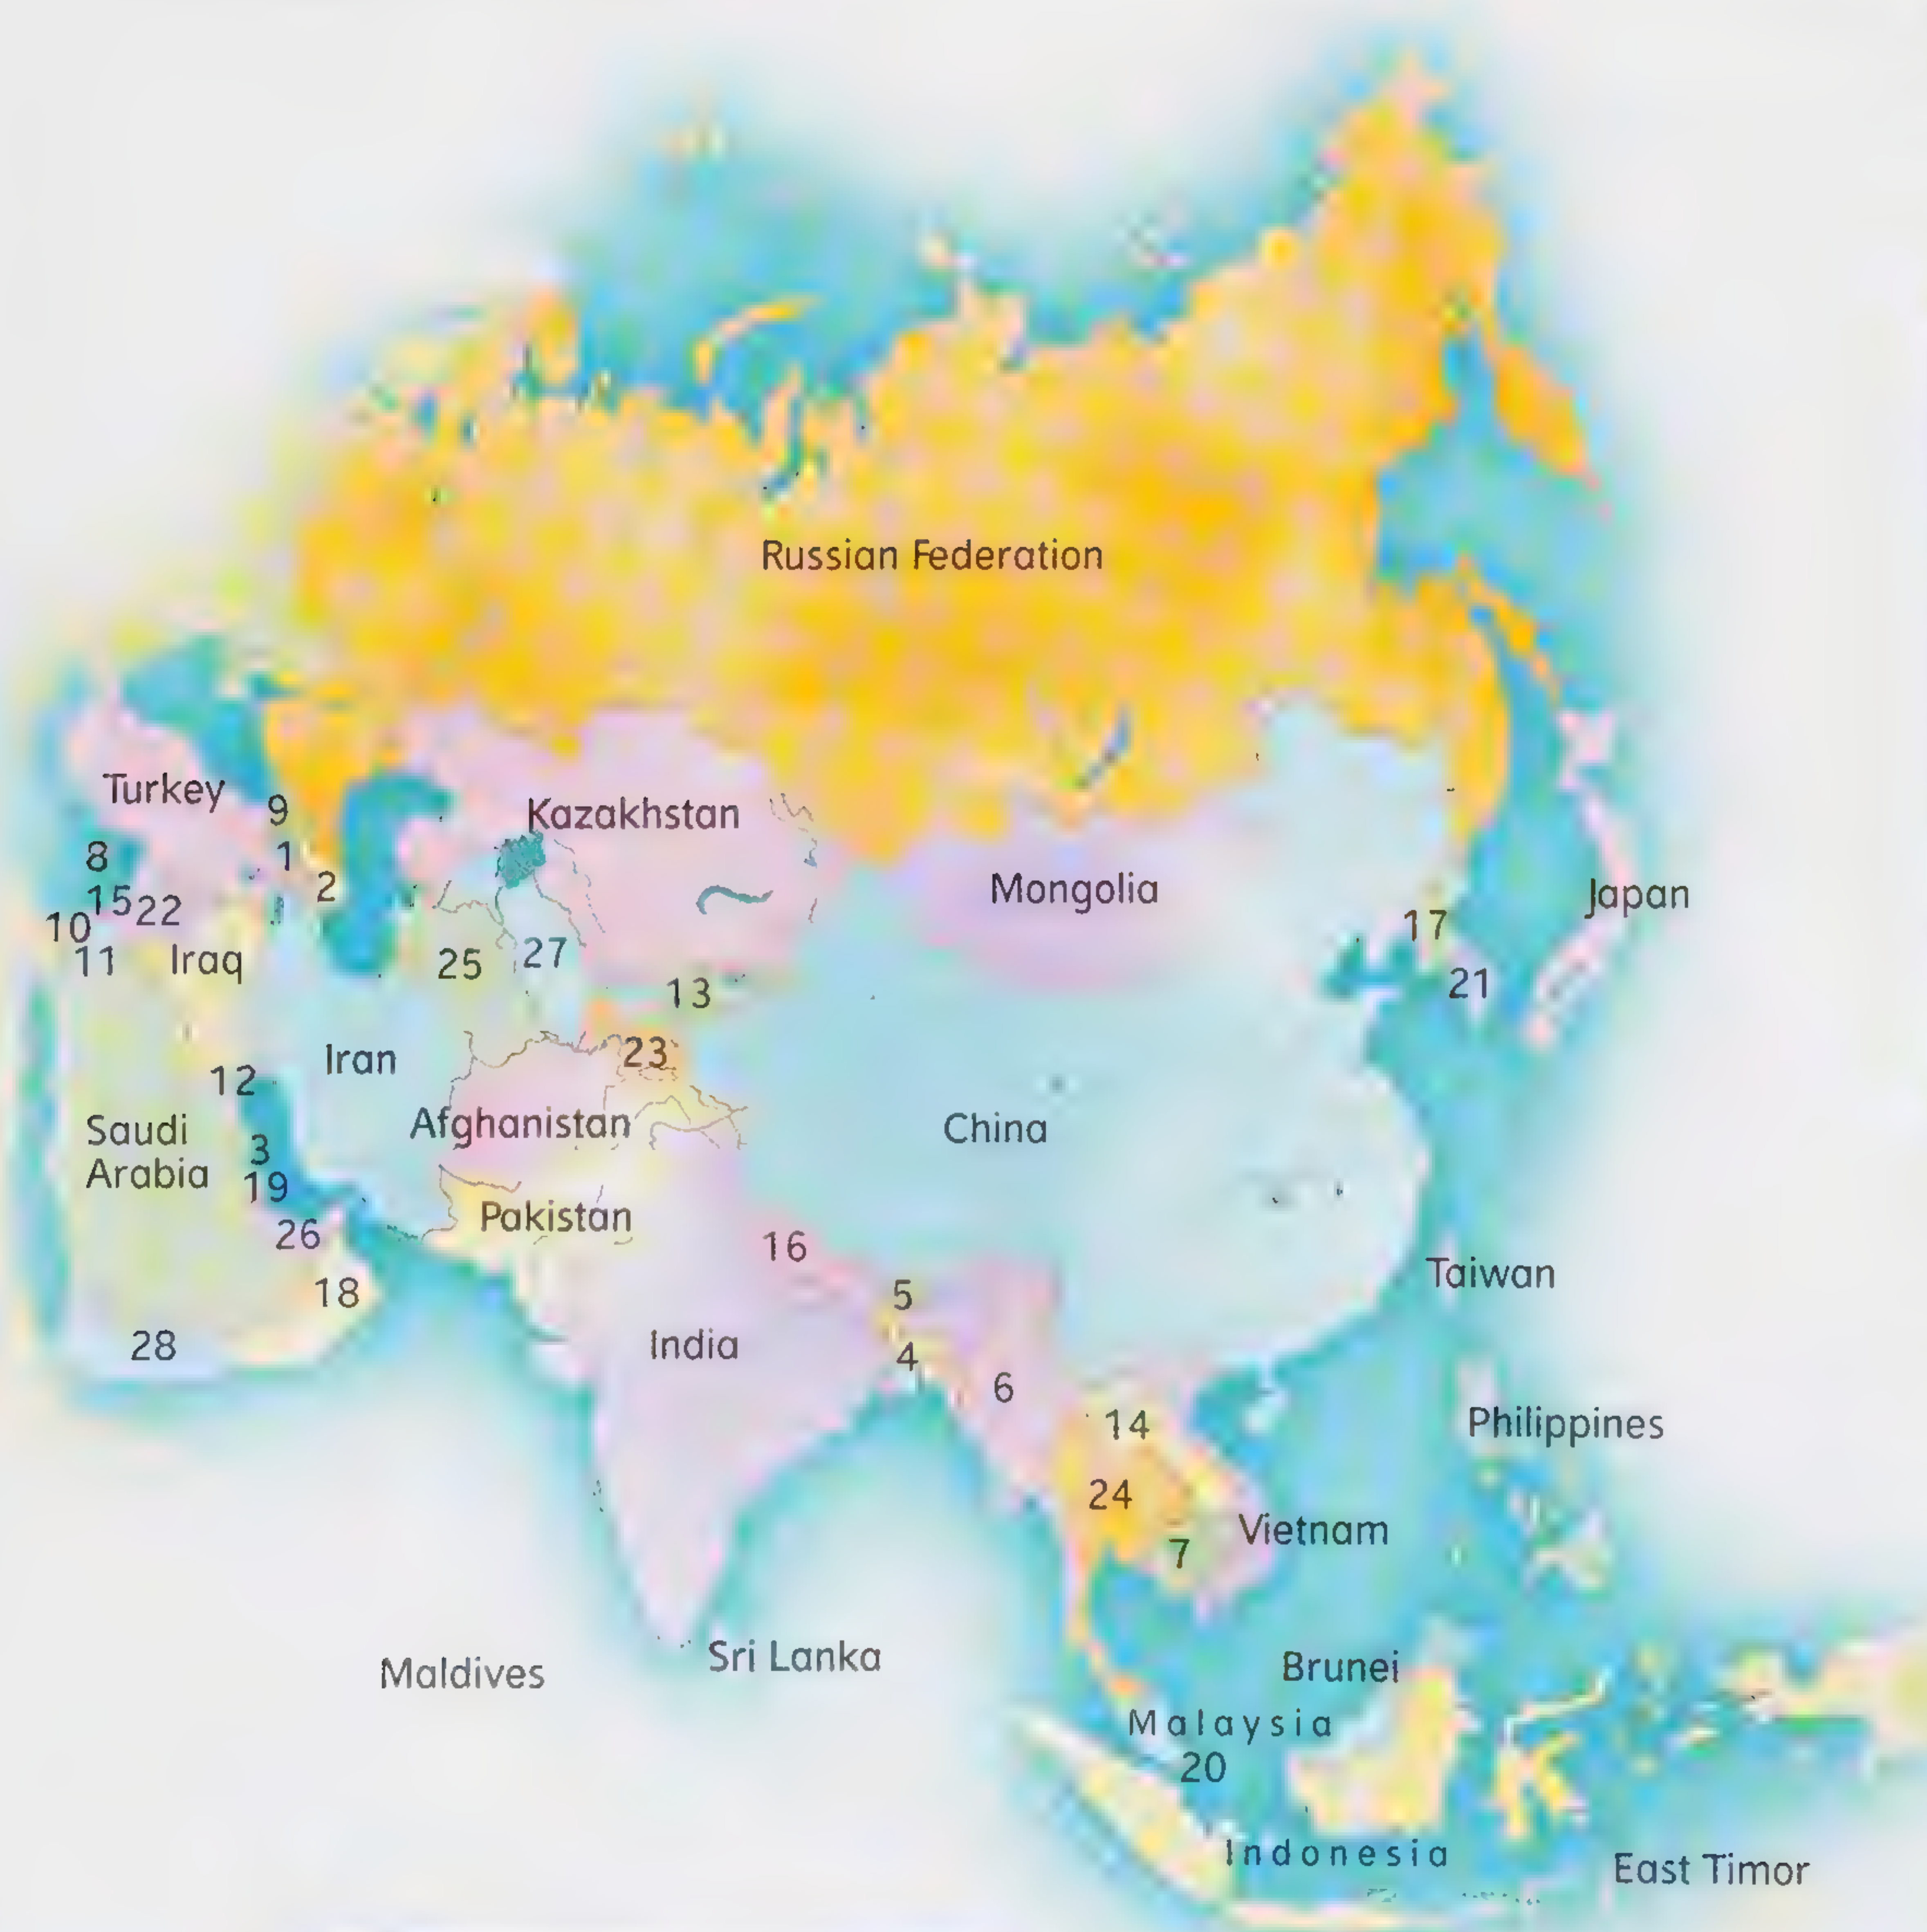 Russian Federation
Turkey
9
Kazakhstan
8
1
2
Mongolia
Japan
15
22
10
17
11
Iraq
25
27
21
13
Iran
23
12
Afghanistan
China
Saudi
Arabia
3
19
Pakistan
26
16
Taiwan
18
5
28
India
4
6
14
Philippines
24
7
Vietnam
Maldives
Sri Lanka
Brunei
Malaysia
20
Indonesia
East Timor